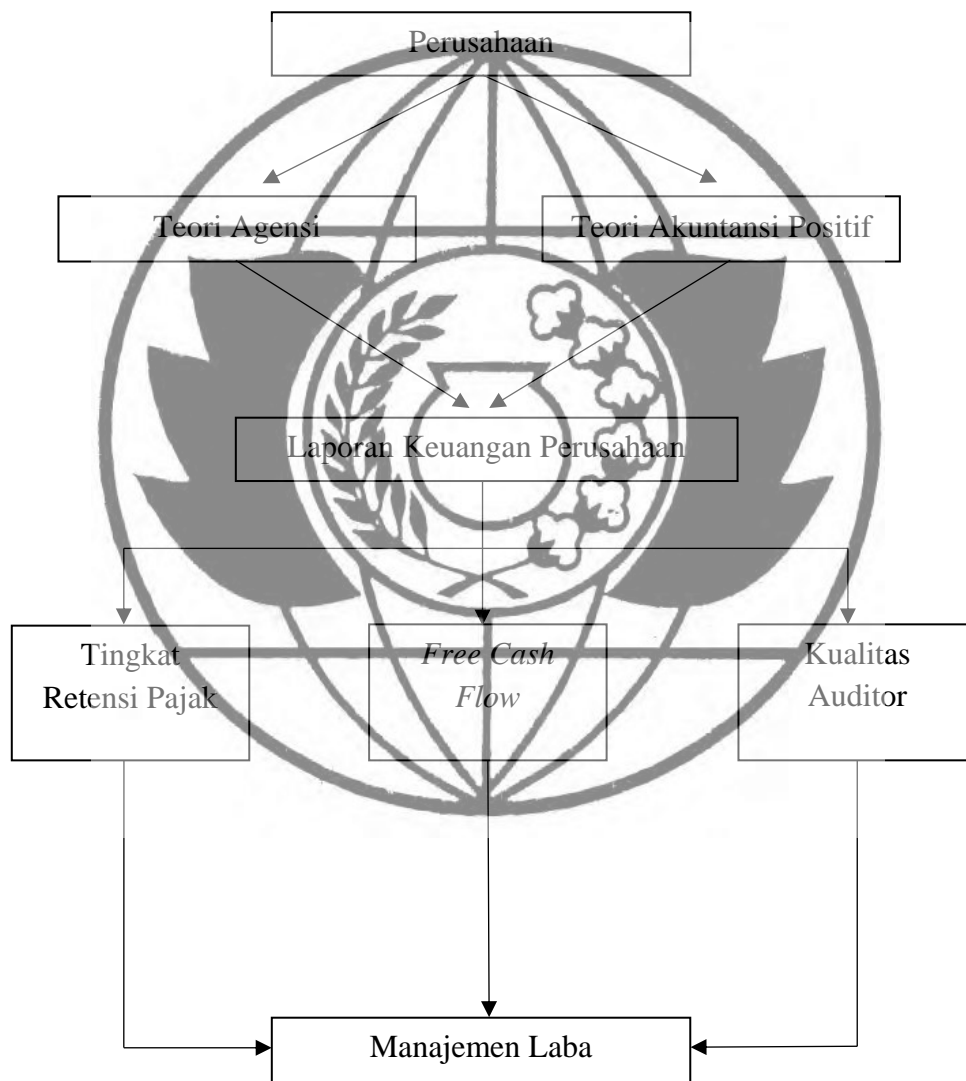 Perusahaan
Teori Agensi
Teori Akuntansi Positif
Laporan Keuangan Perusahaan
Tingkat
Retensi Pajak
Free Cash
Flow
Kualitas
Auditor
Manajemen Laba